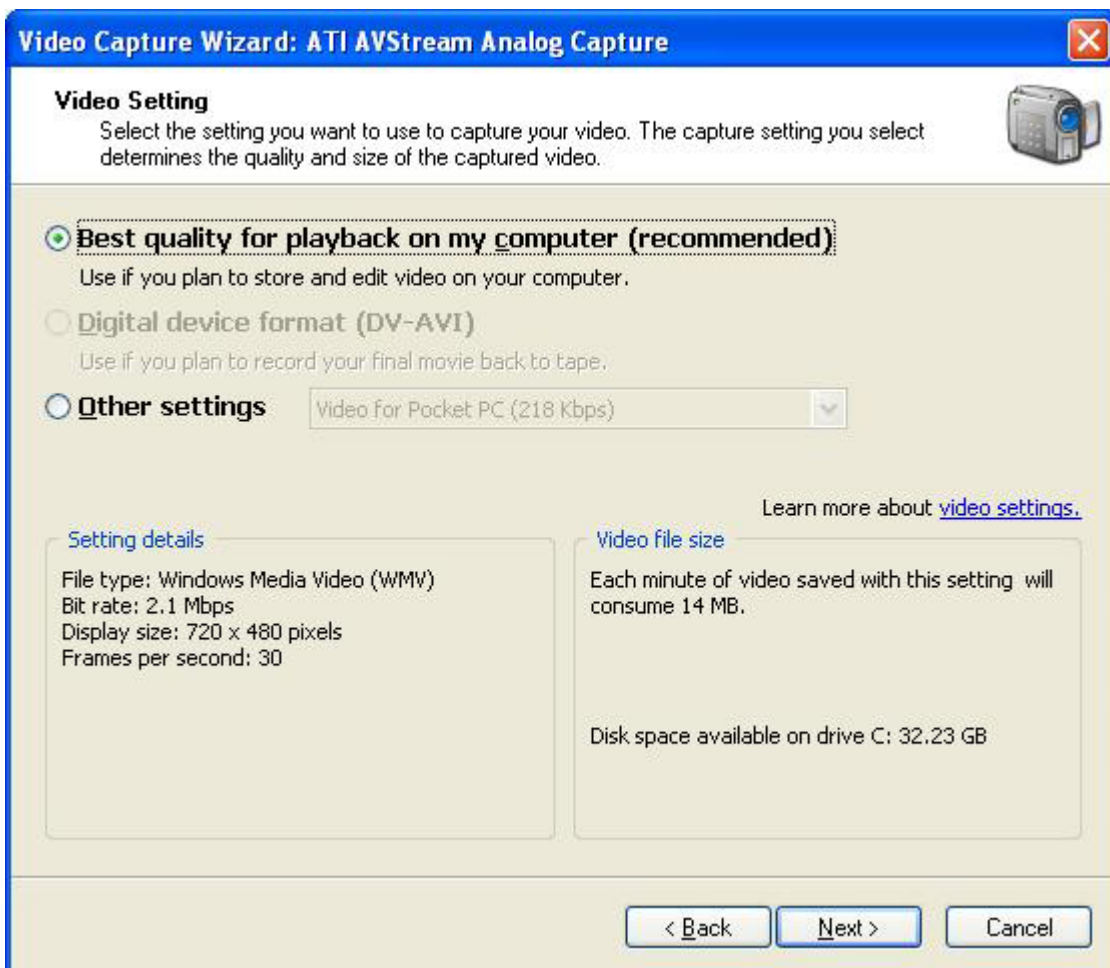 Video Capture Wizard: ATI AVStream Analog Capture
Video Setting
Select the setting you want to use to capture your video. The capture setting you select
determines the quality and size of the captured video.
Best quality for playback on my computer (recommended)
Use if you plan to store and edit video on your computer.
Digital device format (DV-AVI)
Use if you plan to record your final movie back to tape.
Other settings Video for Pocket PC (218 Kbps)
Learn more about video settings.
Setting details
File type: Windows Media Video (WMV)
Bit rate: 2.1 Mbps
Display size: 720 x 480 pixels
Frames per second: 30
Video file size
Each minute of video saved with this setting will
consume 14 MB.
Disk space available on drive C: 32.23 GB
< Back Next > Cancel